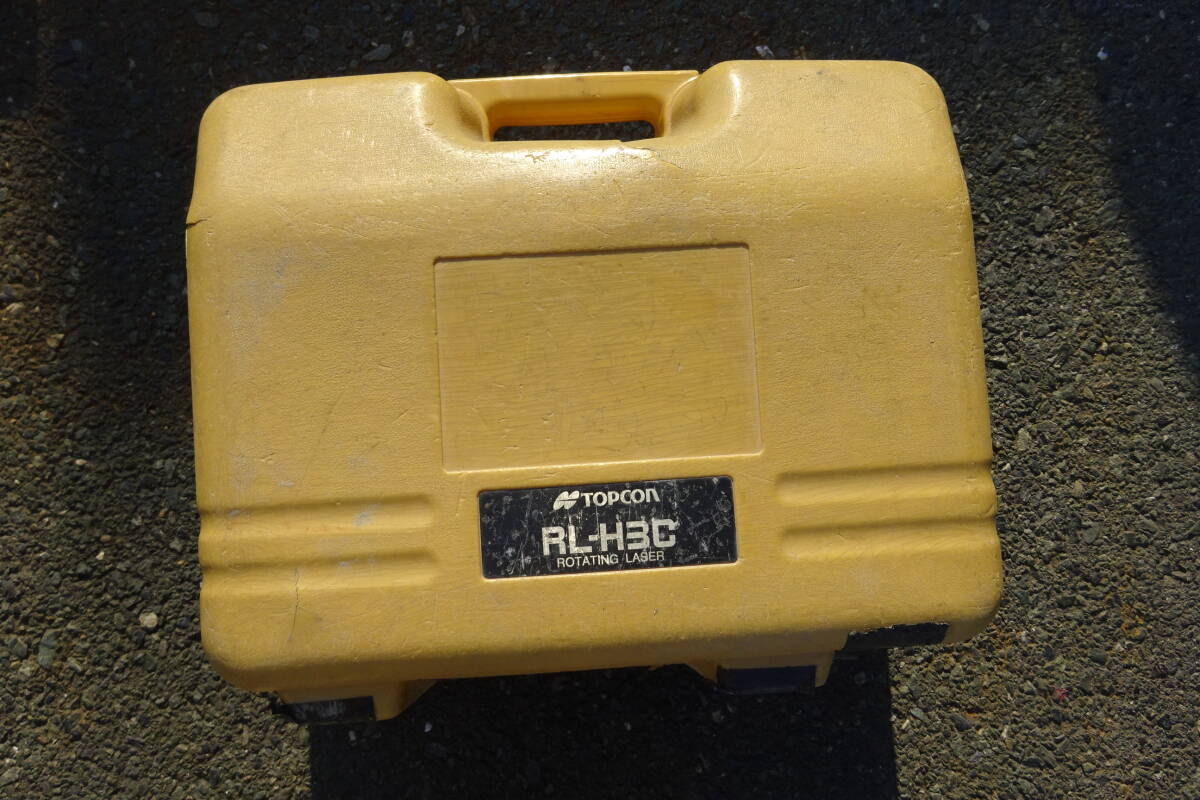 TOPCON
RL-H3C
ROTATING LASER